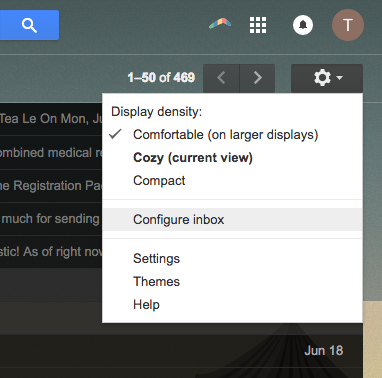 T
1–50 of 469
Display density:
Comfortable (on larger displays)
Cozy (current view)
Compact
Configure inbox
Settings
Themes
Help
Tea Le On Mon, Ju
ombined medical re
ne Registration Pac
much for sending
stic! As of right now
Jun 18